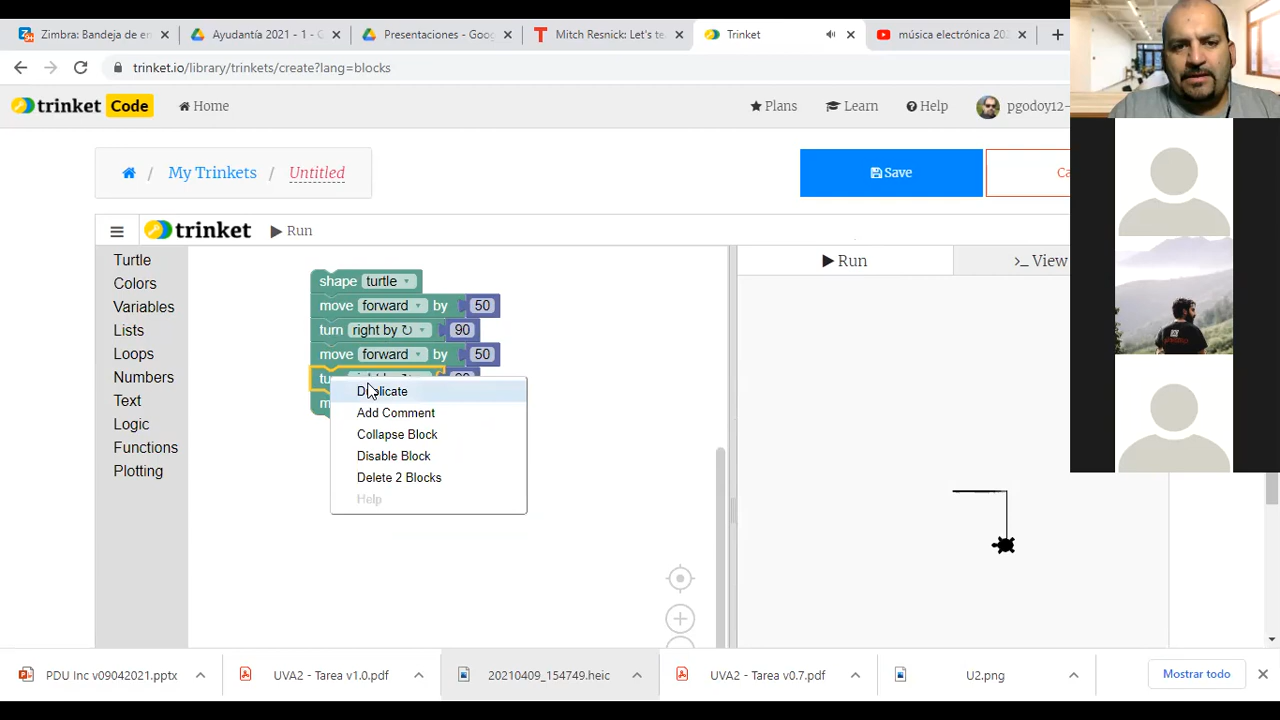 Zimbra: Bandeja de en
Ayudantía 2021 - 1 - G
Presentaciones - Goog
Mitch Resnick: Let's te
Trinket
música electrónica 202
trinket.io/library/trinkets/create?lang=blocks
trinket Code Home Plans Learn Help pgodoy12-
/ My Trinkets / Untitled
Save
Ca
trinket Run
Turtle
Colors
Variables
Lists
Loops
Numbers
Text
Logic
Functions
Plotting
shape turtle
move forward by 50
turn right by 90
move forward by 50
Duplicate
Add Comment
Collapse Block
Disable Block
Delete 2 Blocks
Help
Run
>_ View
PDU Inc v09042021.pptx
UVA2 - Tarea v1.0.pdf
20210409_154749.heic
UVA2 - Tarea v0.7.pdf
U2.png
Mostrar todo